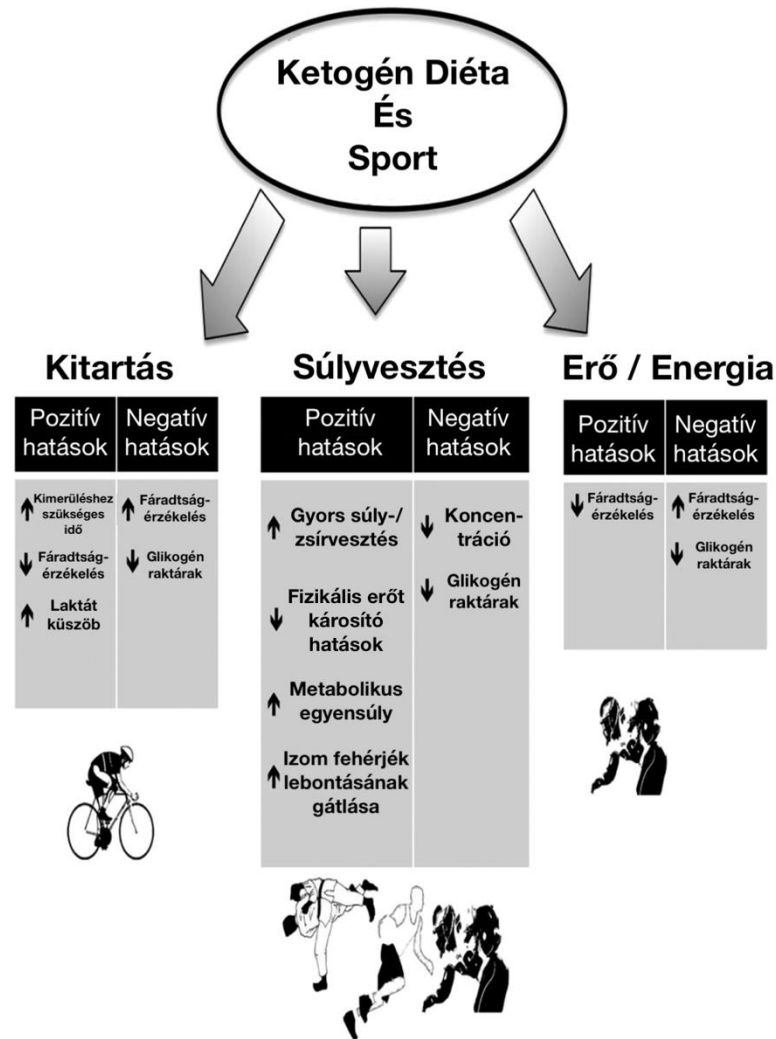 Ketogén Diéta
És
Sport
Kitartás
Pozitív
hatások
Negatív
hatások
↑ Kimerüléshez
szükséges
idő
↓ Fáradtság-
érzékelés
↑ Laktát
küszöb
↑ Fáradtság-
érzékelés
↓ Glikogén
raktárak
Súlyvesztés
Pozitív
hatások
Negatív
hatások
↑ Gyors súly-/
zsírvesztés
↓ Fizikális erőt
károsító
hatások
↑ Metabolikus
egyensúly
↑ Izom fehérjék
lebontásának
gátlása
↓ Koncen-
tráció
↓ Glikogén
raktárak
Erő / Energia
Pozitív
hatások
Negatív
hatások
↓ Fáradtság-
érzékelés
↑ Fáradtság-
érzékelés
↓ Glikogén
raktárak